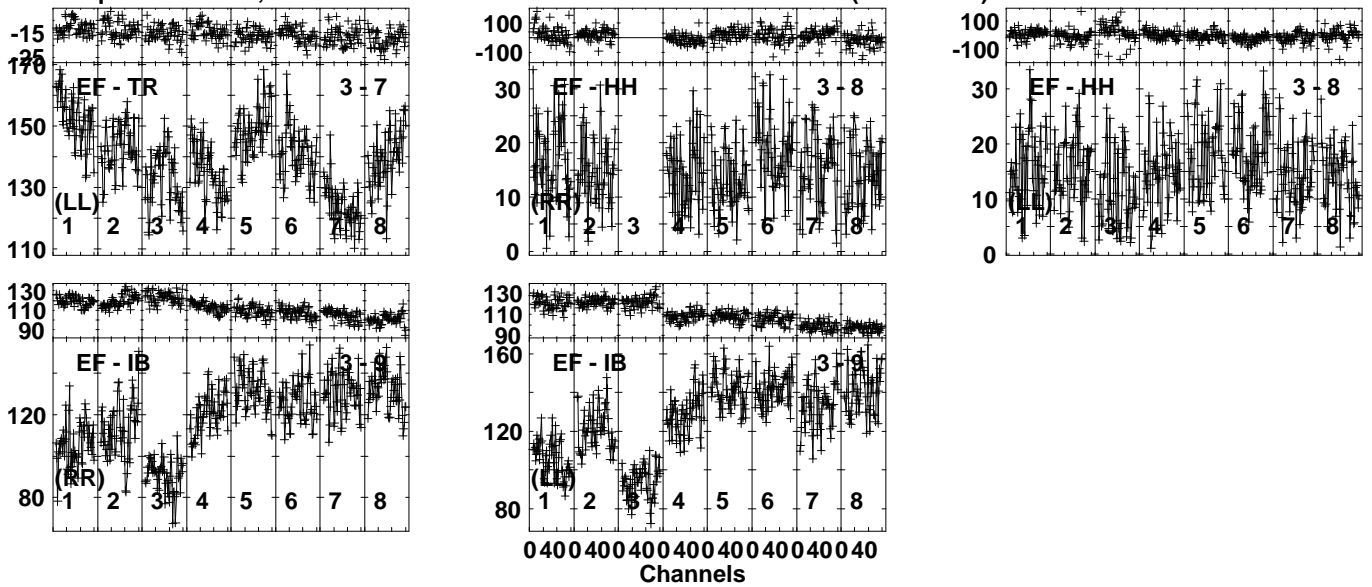 -15
-25
170
150
130
110
EF - TR 3 - 7
(LL)
1 2 3 4 5 6 7 8
100
-100
30
20
10
0
EF - HH 3 - 8
(RR)
1 2 3 4 5 6 7 8
100
-100
30
20
10
0
EF - HH 3 - 8
(LL)
1 2 3 4 5 6 7 8
130
110
90
120
80
EF - IB 3 - 9
(RR)
1 2 3 4 5 6 7 8
130
110
90
160
120
80
EF - IB 3 - 9
(LL)
1 2 3 4 5 6 7 8
0 40 0 40 0 40 0 40 0 40 0 40 0 40 0 40
Channels